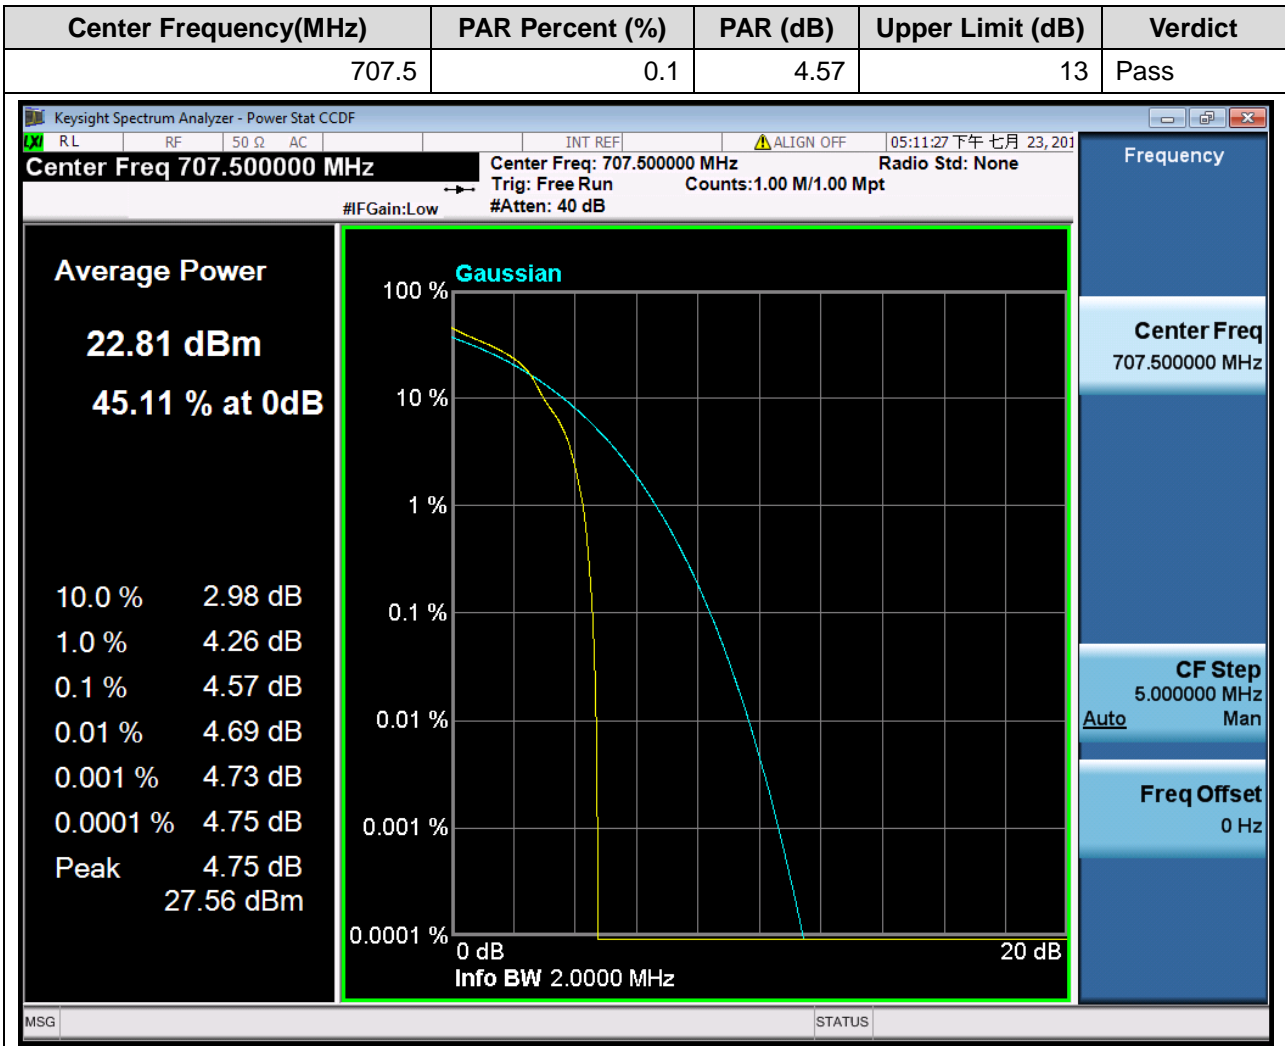 Center Frequency(MHz) PAR Percent (%) PAR (dB) Upper Limit (dB) Verdict
707.5 0.1 4.57 13 Pass
Keysight Spectrum Analyzer - Power Stat CCDF
LXI RL RF 50 Ω AC INT REF ALIGN OFF 05:11:27 下午 七月 23, 201
Center Freq 707.500000 MHz
Center Freq: 707.500000 MHz Radio Std: None
Trig: Free Run Counts:1.00 M/1.00 Mpt
#IFGain:Low #Atten: 40 dB
Frequency
Average Power
22.81 dBm
45.11 % at 0dB
10.0 % 2.98 dB
1.0 % 4.26 dB
0.1 % 4.57 dB
0.01 % 4.69 dB
0.001 % 4.73 dB
0.0001 % 4.75 dB
Peak 4.75 dB
27.56 dBm
Gaussian
100 %
10 %
1 %
0.1 %
0.01 %
0.001 %
0.0001 %
0 dB 20 dB
Info BW 2.0000 MHz
Center Freq
707.500000 MHz
CF Step
5.000000 MHz
Auto Man
Freq Offset
0 Hz
MSG STATUS